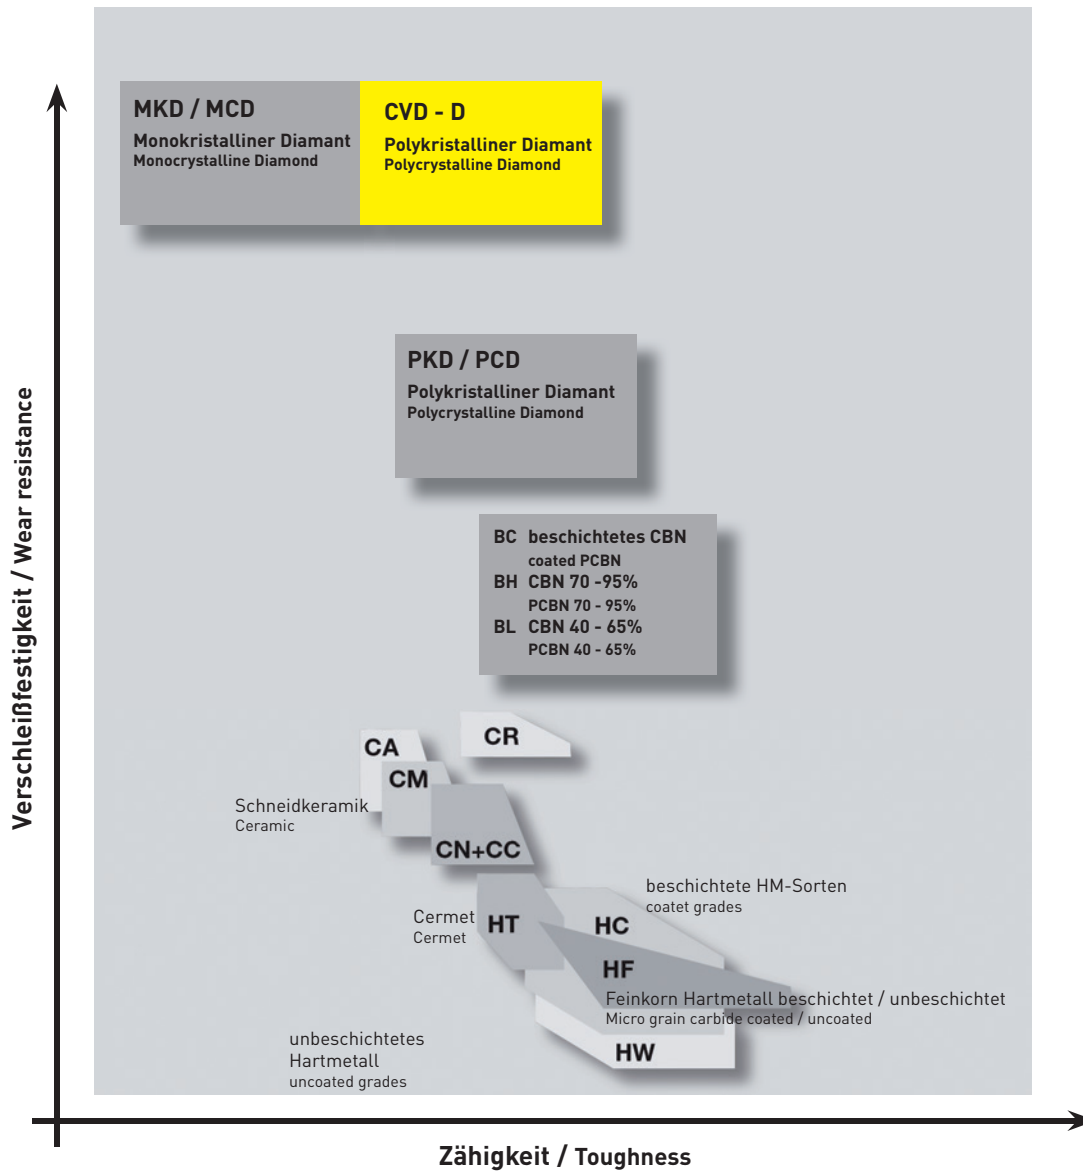 MKD / MCD
Monokristalliner Diamant
Monocrystalline Diamond
CVD - D
Polykristalliner Diamant
Polycrystalline Diamond
PKD / PCD
Polykristalliner Diamant
Polycrystalline Diamond
BC beschichtetes CBN
coated PCBN
BH CBN 70 -95%
PCBN 70 - 95%
BL CBN 40 - 65%
PCBN 40 - 65%
Verschleißfestigkeit / Wear resistance
CR
CA
CM
Schneidkeramik
Ceramic
CN+CC
beschichtete HM-Sorten
coatet grades
Cermet
Cermet
HT
HC
HF
Feinkorn Hartmetall beschichtet / unbeschichtet
Micro grain carbide coated / uncoated
unbeschichtetes
Hartmetall
uncoated grades
HW
Zähigkeit / Toughness